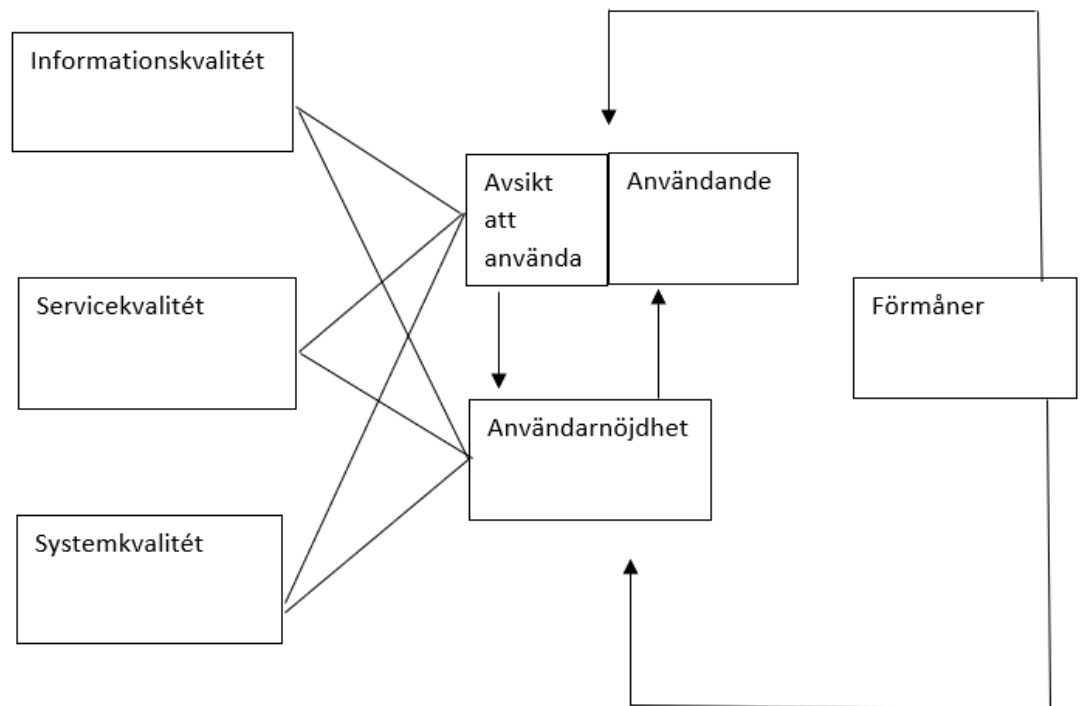 Informationskvalitét
Avsikt
att
använda
Användande
Servicekvalitét
Förmåner
Användarnöjdhet
Systemkvalitét